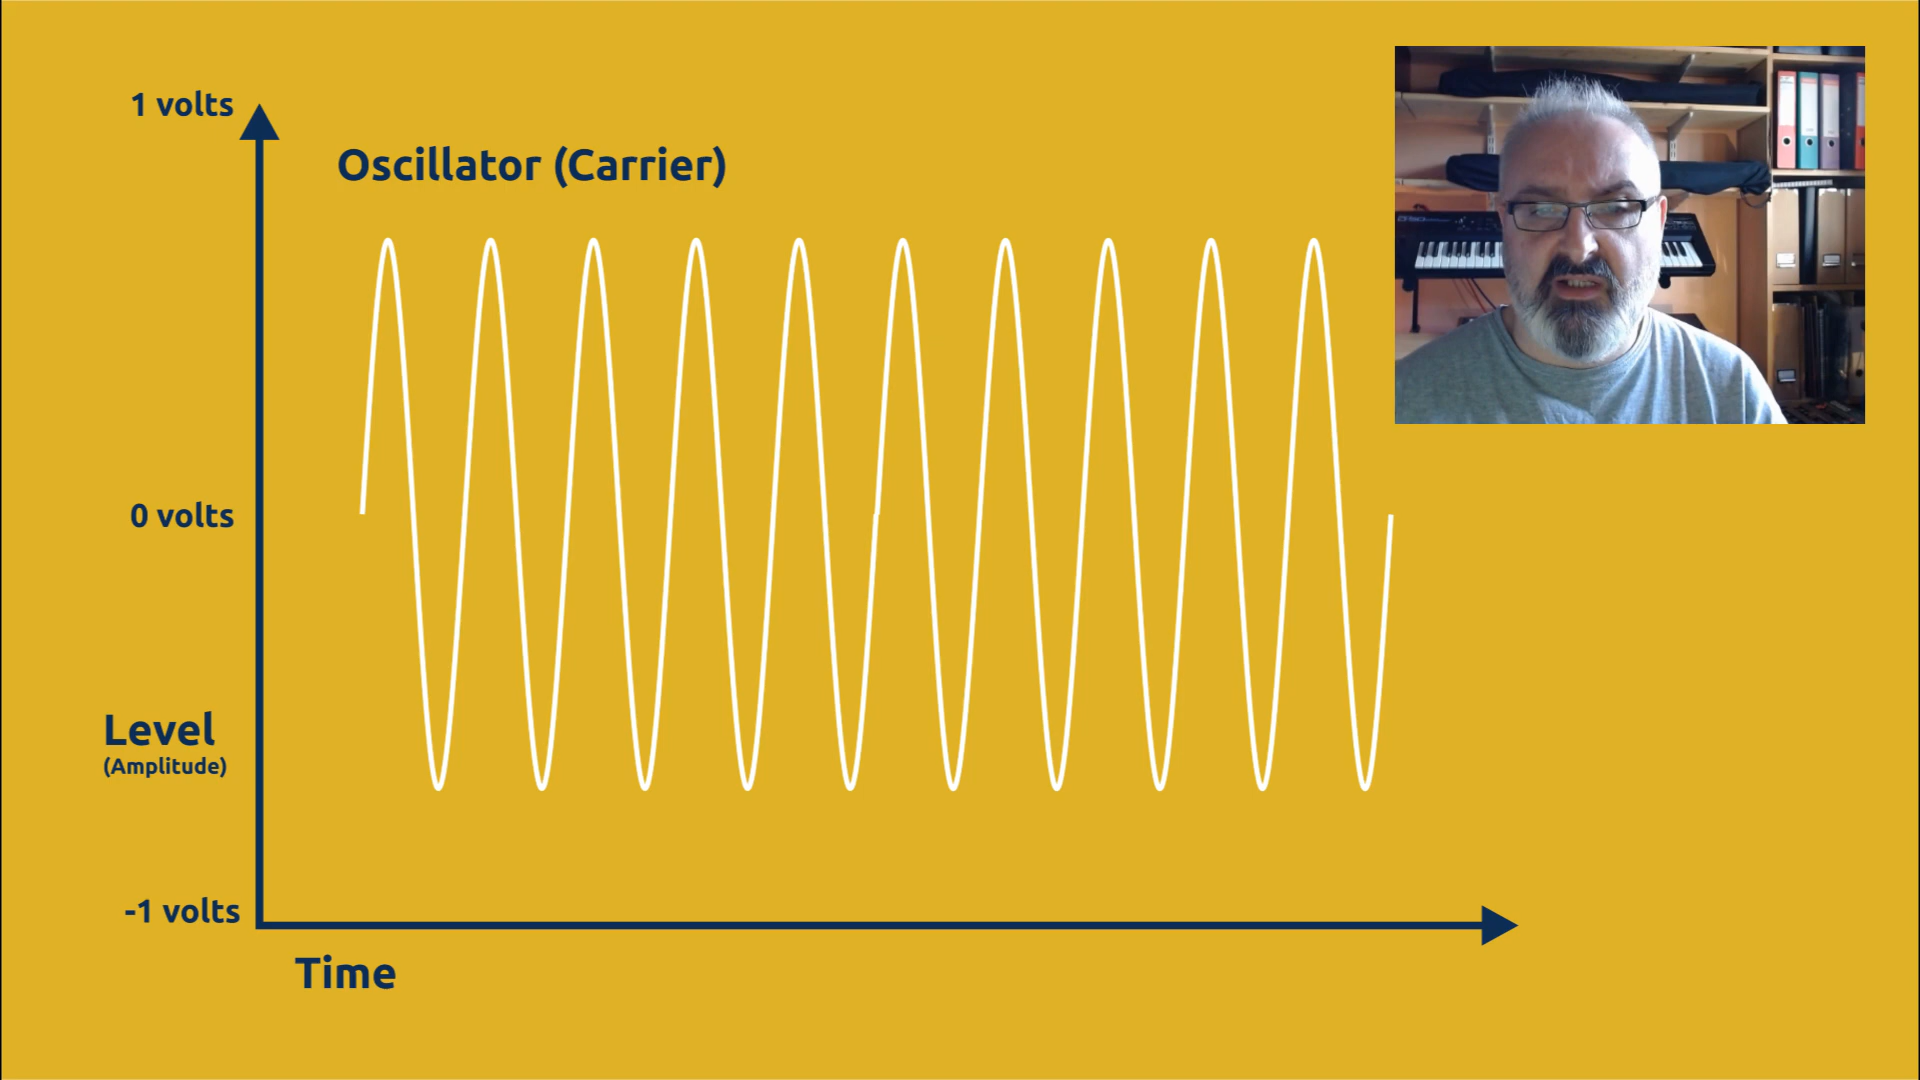 1 volts
Oscillator (Carrier)
0 volts
Level
(Amplitude)
-1 volts
Time